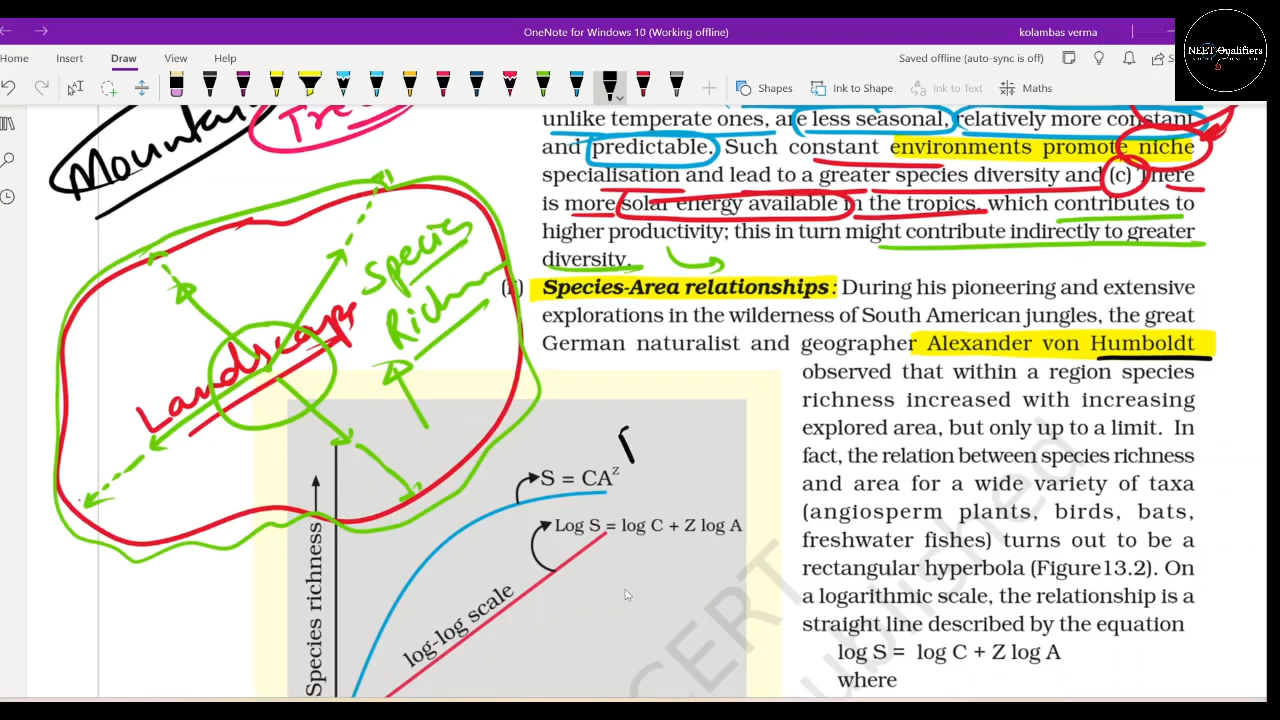 OneNote for Windows 10 (Working offline)
kolambas verma
NEET Qualifiers
Home Insert Draw View Help
Saved offline (auto-sync is off)
Shapes Ink to Shape Ink to Text Maths
Mountain
unlike temperate ones, are less seasonal, relatively more constant
and predictable. Such constant environments promote niche
specialisation and lead to a greater species diversity and (c) There
is more solar energy available in the tropics, which contributes to
higher productivity; this in turn might contribute indirectly to greater
diversity.
Species-Area relationships: During his pioneering and extensive
explorations in the wilderness of South American jungles, the great
German naturalist and geographer Alexander von Humboldt
observed that within a region species
richness increased with increasing
explored area, but only up to a limit. In
fact, the relation between species richness
and area for a wide variety of taxa
(angiosperm plants, birds, bats,
freshwater fishes) turns out to be a
rectangular hyperbola (Figure13.2). On
a logarithmic scale, the relationship is a
straight line described by the equation
log S = log C + Z log A
where
Species
Landscape
S = CA^Z
Log S = log C + Z log A
log-log scale
Species richness